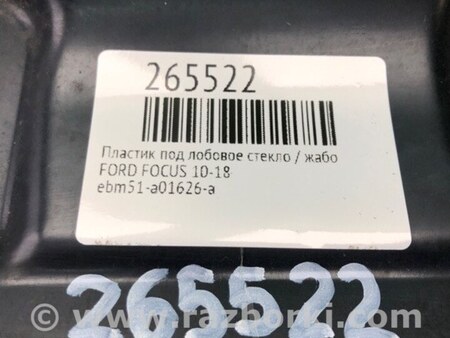 265522
Пластик под лобовое стекло / жабо
FORD FOCUS 10-18
ebm51-a01626-a
265522
© www.razborki.com